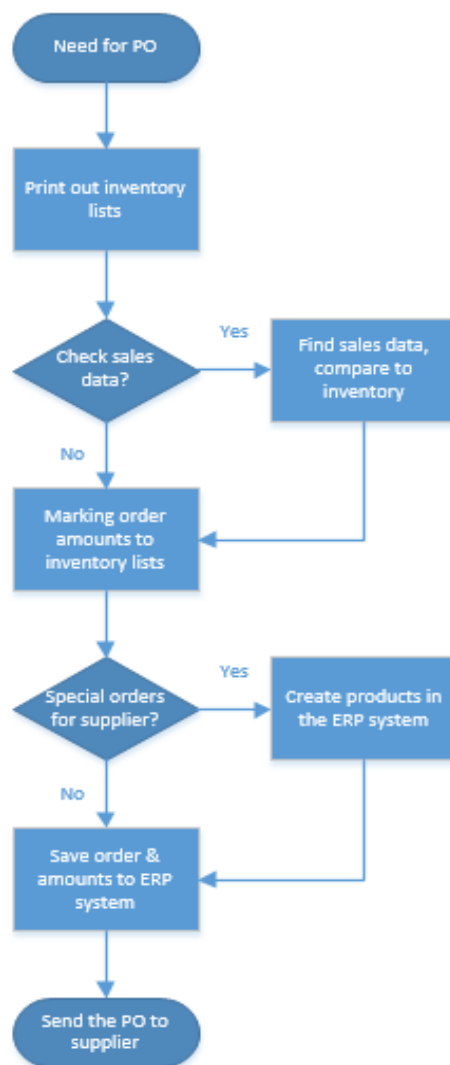 Need for PO
Print out inventory
lists
Check sales
data?
Yes
Find sales data,
compare to
inventory
No
Marking order
amounts to
inventory lists
Special orders
for supplier?
Yes
Create products in
the ERP system
No
Save order &
amounts to ERP
system
Send the PO to
supplier